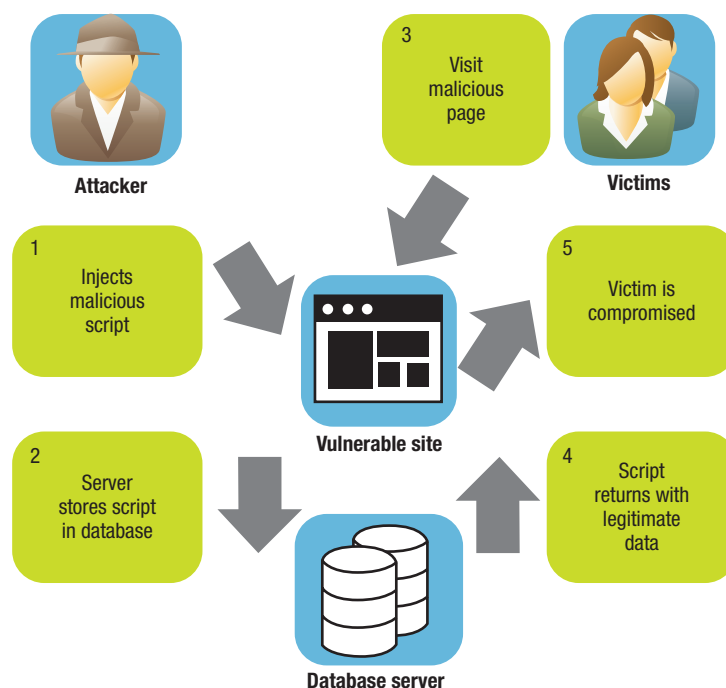 Attacker
3
Visit
malicious
page
Victims
1
Injects
malicious
script
5
Victim is
compromised
Vulnerable site
2
Server
stores script
in database
4
Script
returns with
legitimate
data
Database server